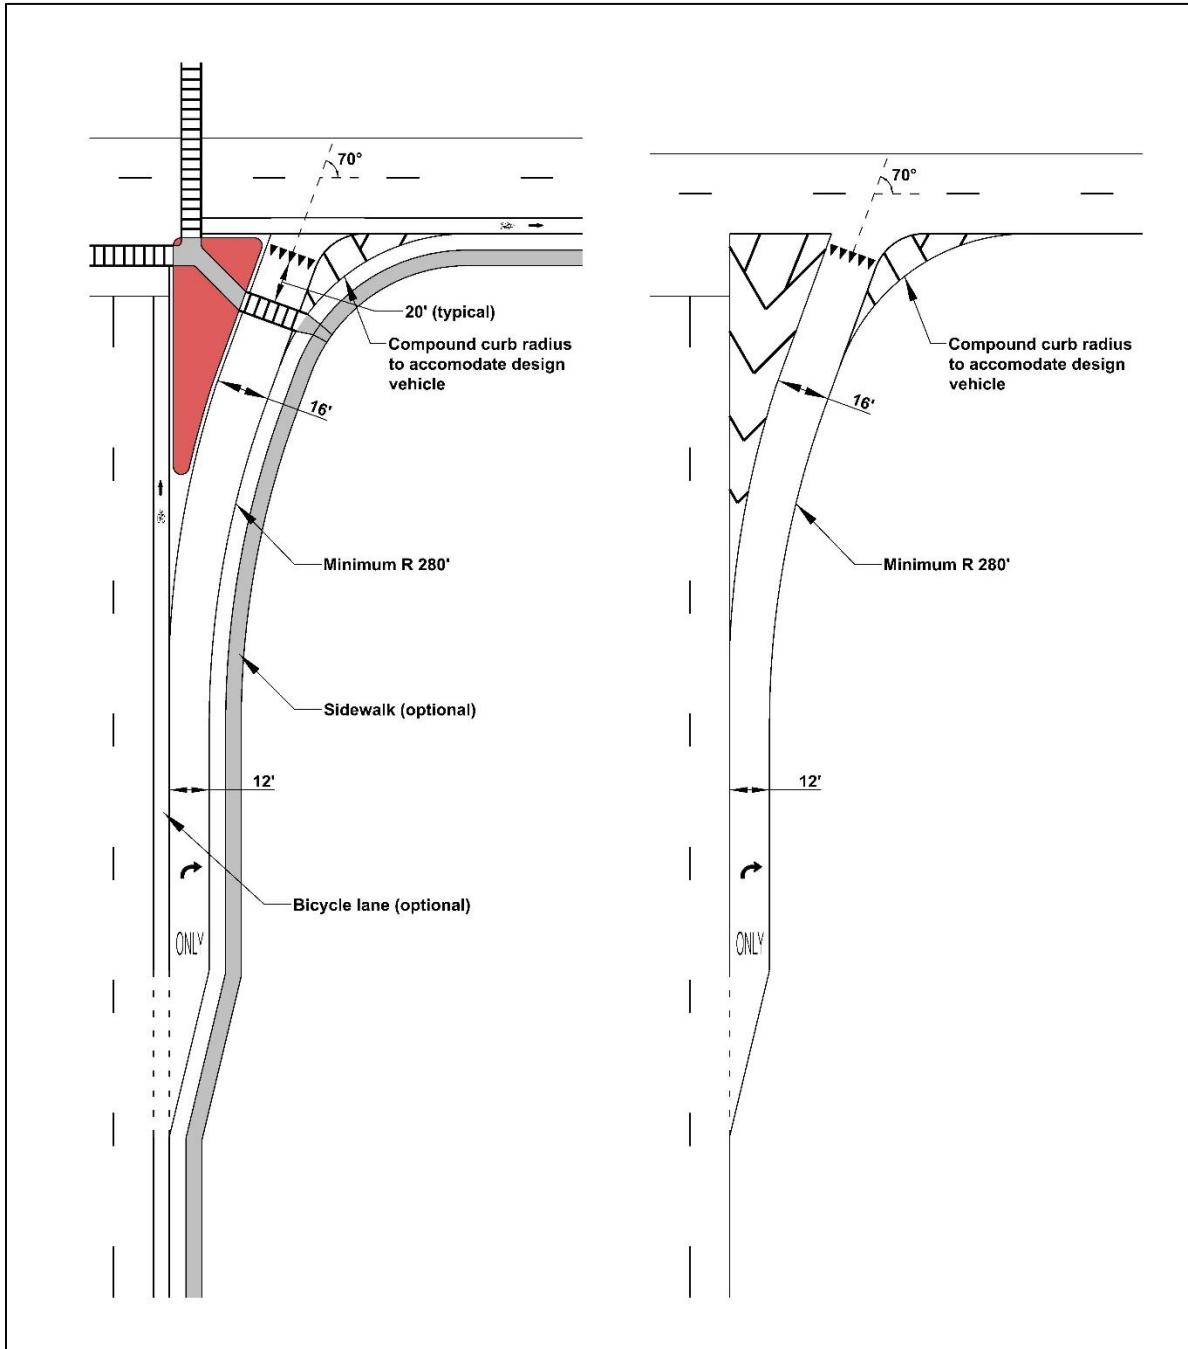 70°
20' (typical)
Compound curb radius
to accomodate design
vehicle
16'
Minimum R 280'
Sidewalk (optional)
12'
Bicycle lane (optional)
ONLY
70°
Compound curb radius
to accomodate design
vehicle
16'
Minimum R 280'
12'
ONLY